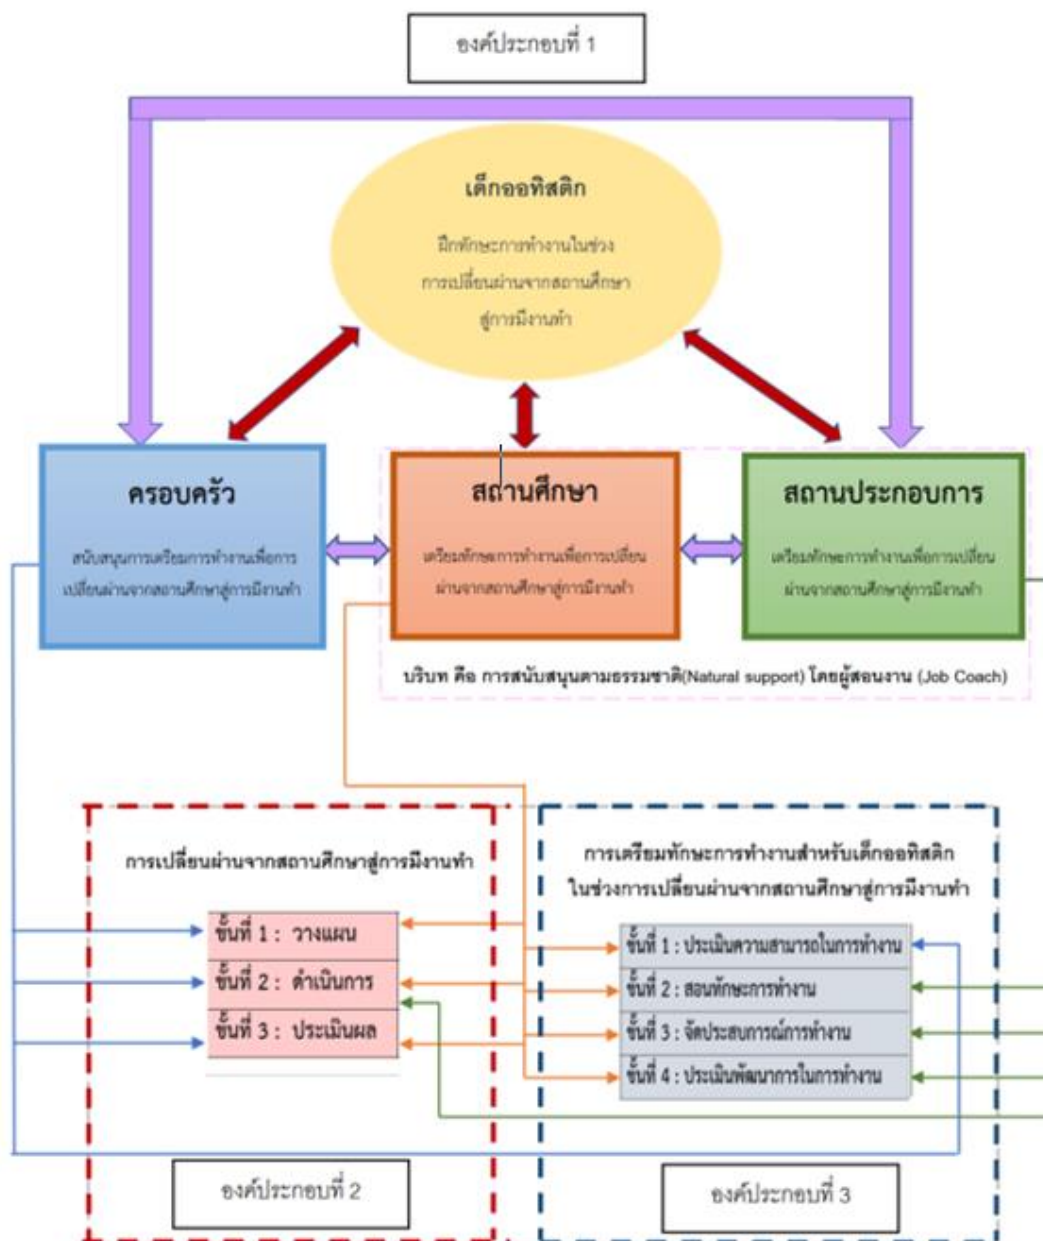 องค์ประกอบที่ 1
เด็กออทิสติก
ฝึกทักษะการทำงานในช่วง
การเปลี่ยนผ่านจากสถานศึกษา
สู่การมีงานทำ
ครอบครัว
สนับสนุนการเตรียมการทำงานเพื่อการ
เปลี่ยนผ่านจากสถานศึกษาสู่การมีงานทำ
สถานศึกษา
เตรียมทักษะการทำงานเพื่อการเปลี่ยน
ผ่านจากสถานศึกษาสู่การมีงานทำ
สถานประกอบการ
เตรียมทักษะการทำงานเพื่อการเปลี่ยน
ผ่านจากสถานศึกษาสู่การมีงานทำ
บริบท คือ การสนับสนุนตามธรรมชาติ(Natural support) โดยผู้สอนงาน (Job Coach)
การเปลี่ยนผ่านจากสถานศึกษาสู่การมีงานทำ
ขั้นที่ 1 : วางแผน
ขั้นที่ 2 : ดำเนินการ
ขั้นที่ 3 : ประเมินผล
องค์ประกอบที่ 2
การเตรียมทักษะการทำงานสำหรับเด็กออทิสติก
ในช่วงการเปลี่ยนผ่านจากสถานศึกษาสู่การมีงานทำ
ขั้นที่ 1 : ประเมินความสามารถในการทำงาน
ขั้นที่ 2 : สอนทักษะการทำงาน
ขั้นที่ 3 : จัดประสบการณ์การทำงาน
ขั้นที่ 4 : ประเมินพัฒนาการในการทำงาน
องค์ประกอบที่ 3